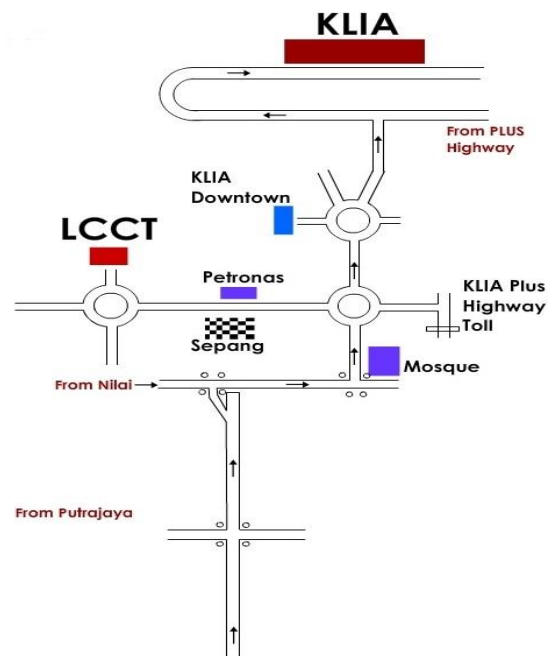 KLIA
From PLUS
Highway
KLIA
Downtown
LCCT
Petronas
KLIA Plus
Highway
Toll
Sepang
Mosque
From Nilai
From Putrajaya